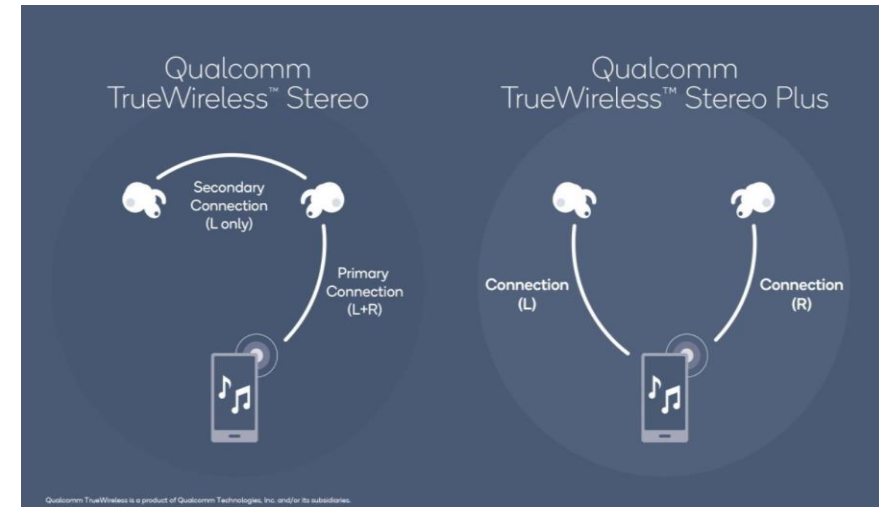 Qualcomm
TrueWireless™ Stereo
Secondary
Connection
(L only)
Primary
Connection
(L+R)
Qualcomm
TrueWireless™ Stereo Plus
Connection
(L)
Connection
(R)
Qualcomm TrueWireless is a product of Qualcomm Technologies, Inc. and/or its subsidiaries.